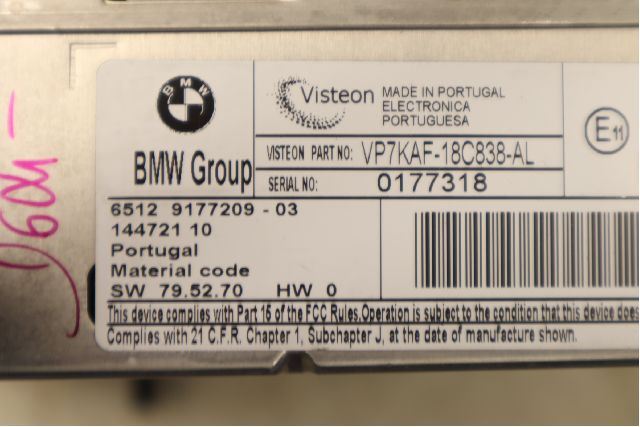 BMW
BMW Group
Visteon
MADE IN PORTUGAL
ELECTRONICA
PORTUGUESA
VISTEON PART NO: VP7KAF-18C838-AL
SERIAL NO: 0177318
E11
6512 9177209 - 03
144721 10
Portugal
Material code
SW 79.52.70 HW 0
This device complies with Part 15 of the FCC Rules.Operation is subject to the condition that this device does
Complies with 21 C.F.R. Chapter 1, Subchapter J, at the date of manufacture shown.